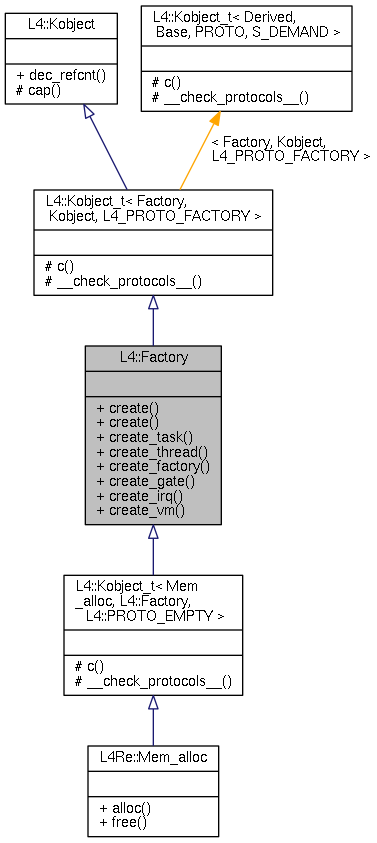 L4::Kobject
+ dec_refcnt()
# cap()
L4::Kobject_t< Derived,
Base, PROTO, S_DEMAND >
# c()
# __check_protocols__()
< Factory, Kobject,
L4_PROTO_FACTORY >
L4::Kobject_t< Factory,
Kobject, L4_PROTO_FACTORY >
# c()
# __check_protocols__()
L4::Factory
+ create()
+ create()
+ create_task()
+ create_thread()
+ create_factory()
+ create_gate()
+ create_irq()
+ create_vm()
L4::Kobject_t< Mem
_alloc, L4::Factory,
L4::PROTO_EMPTY >
# c()
# __check_protocols__()
L4Re::Mem_alloc
+ alloc()
+ free()